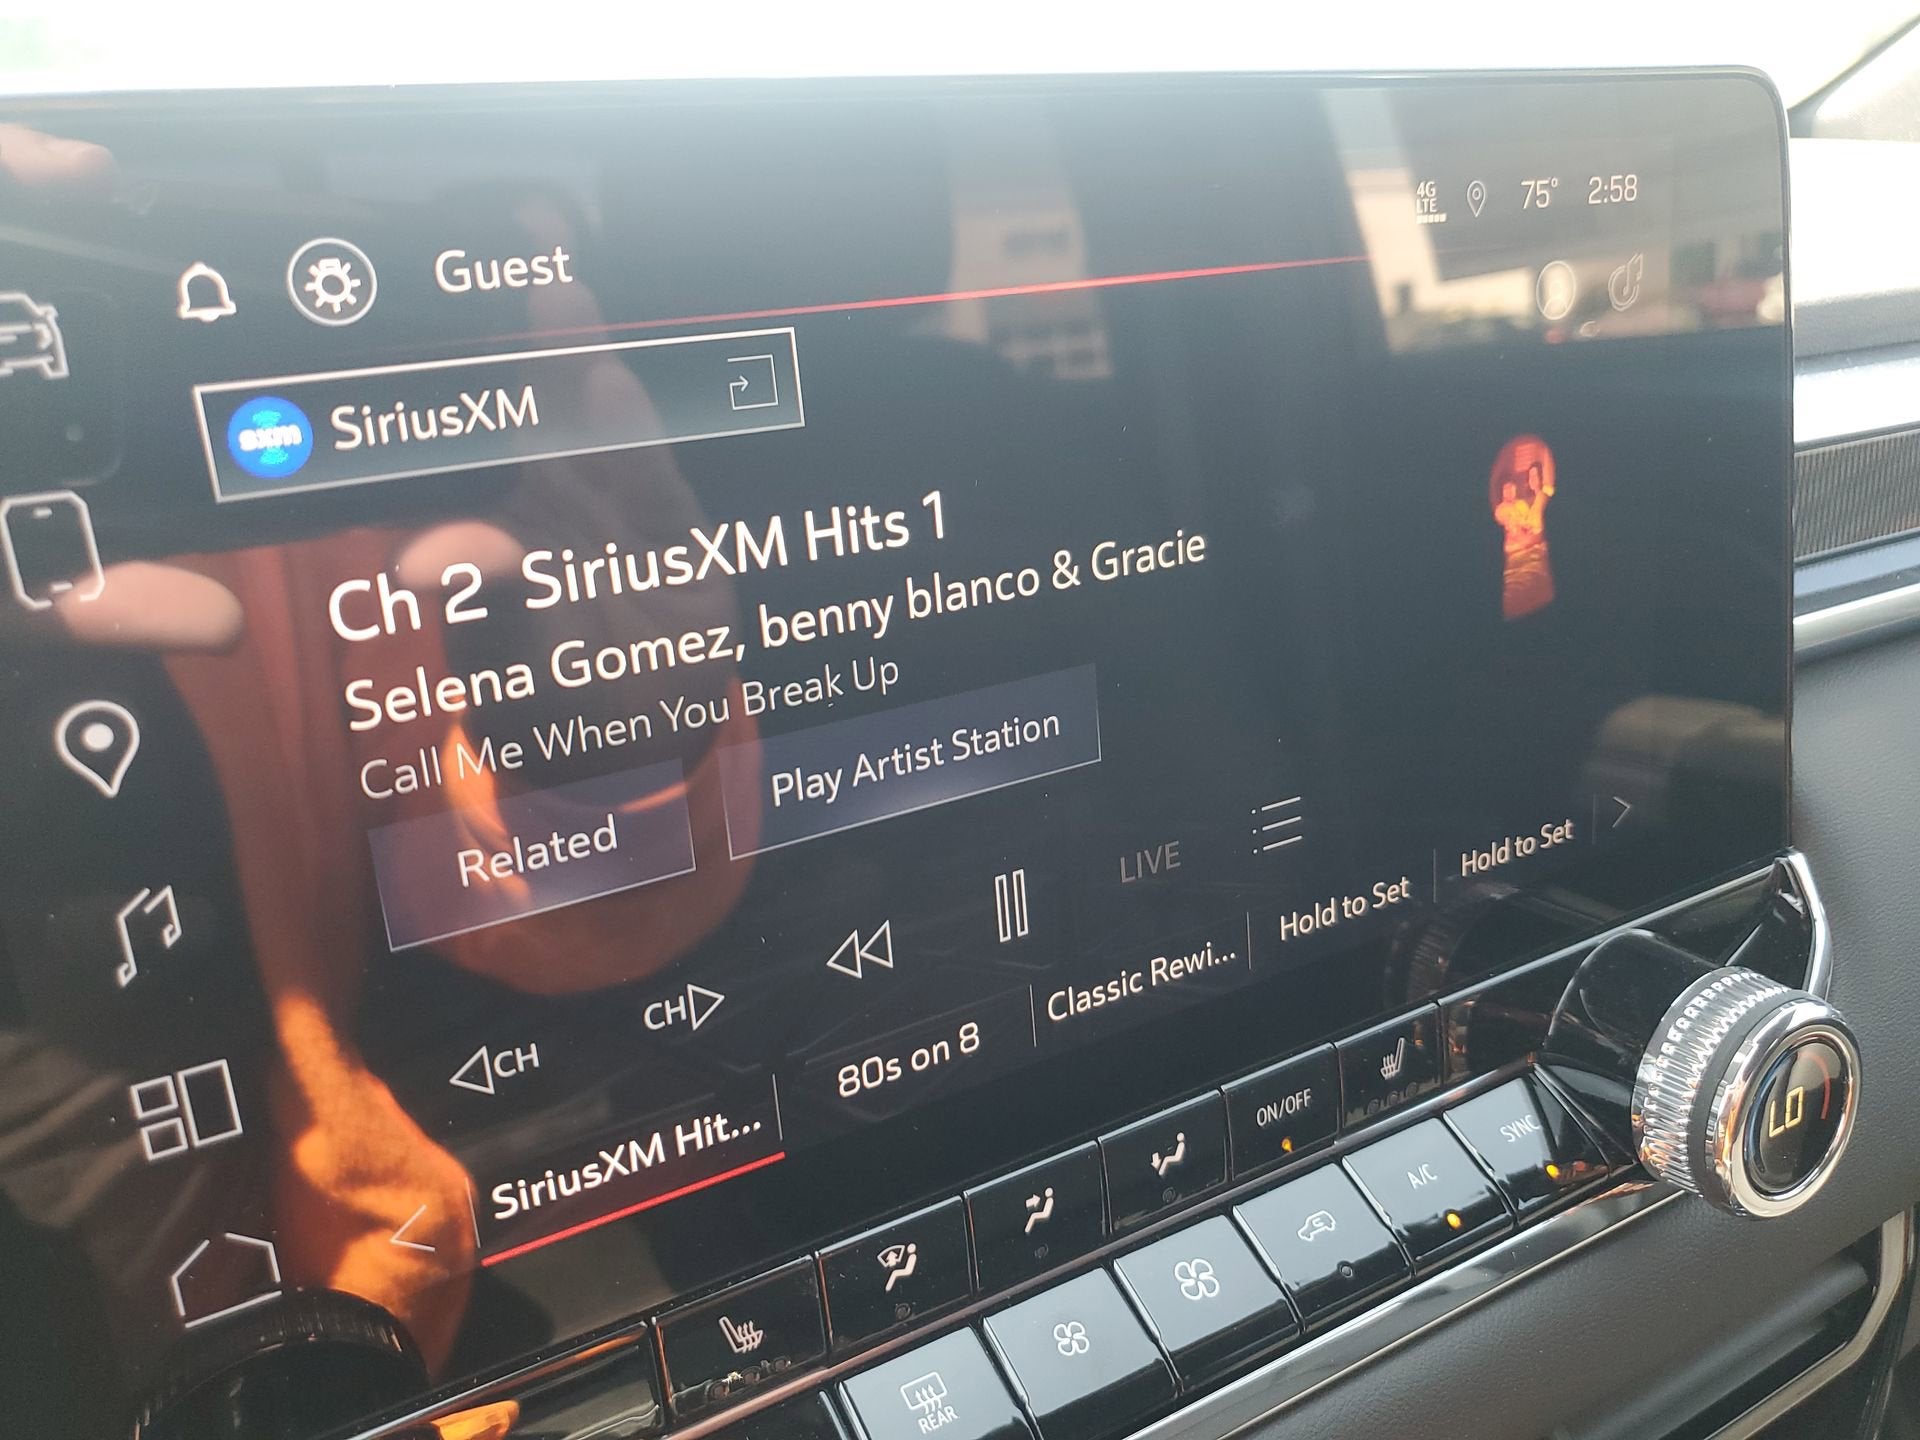 4G
LTE
75° 2:58
Guest
sxm SiriusXM
Ch 2 SiriusXM Hits 1
Selena Gomez, benny blanco & Gracie
Call Me When You Break Up
Related
Play Artist Station
CH
CH
LIVE
SiriusXM Hit...
80s on 8
Classic Rewi...
Hold to Set
Hold to Set
ON/OFF
REAR
A/C
SYNC
LO